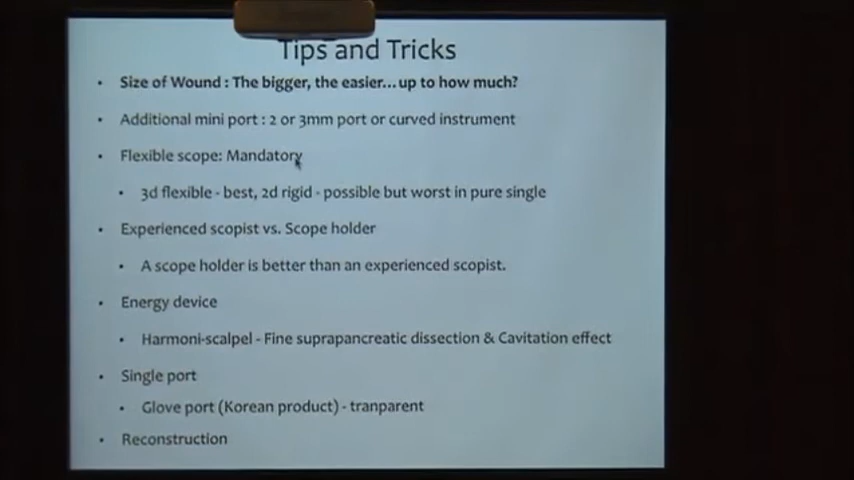 Tips and Tricks
• Size of Wound : The bigger, the easier... up to how much?
• Additional mini port : 2 or 3mm port or curved instrument
• Flexible scope: Mandatory
• 3d flexible - best, 2d rigid - possible but worst in pure single
• Experienced scopist vs. Scope holder
• A scope holder is better than an experienced scopist.
• Energy device
• Harmoni-scalpel - Fine suprapancreatic dissection & Cavitation effect
• Single port
• Glove port (Korean product) - tranparent
• Reconstruction